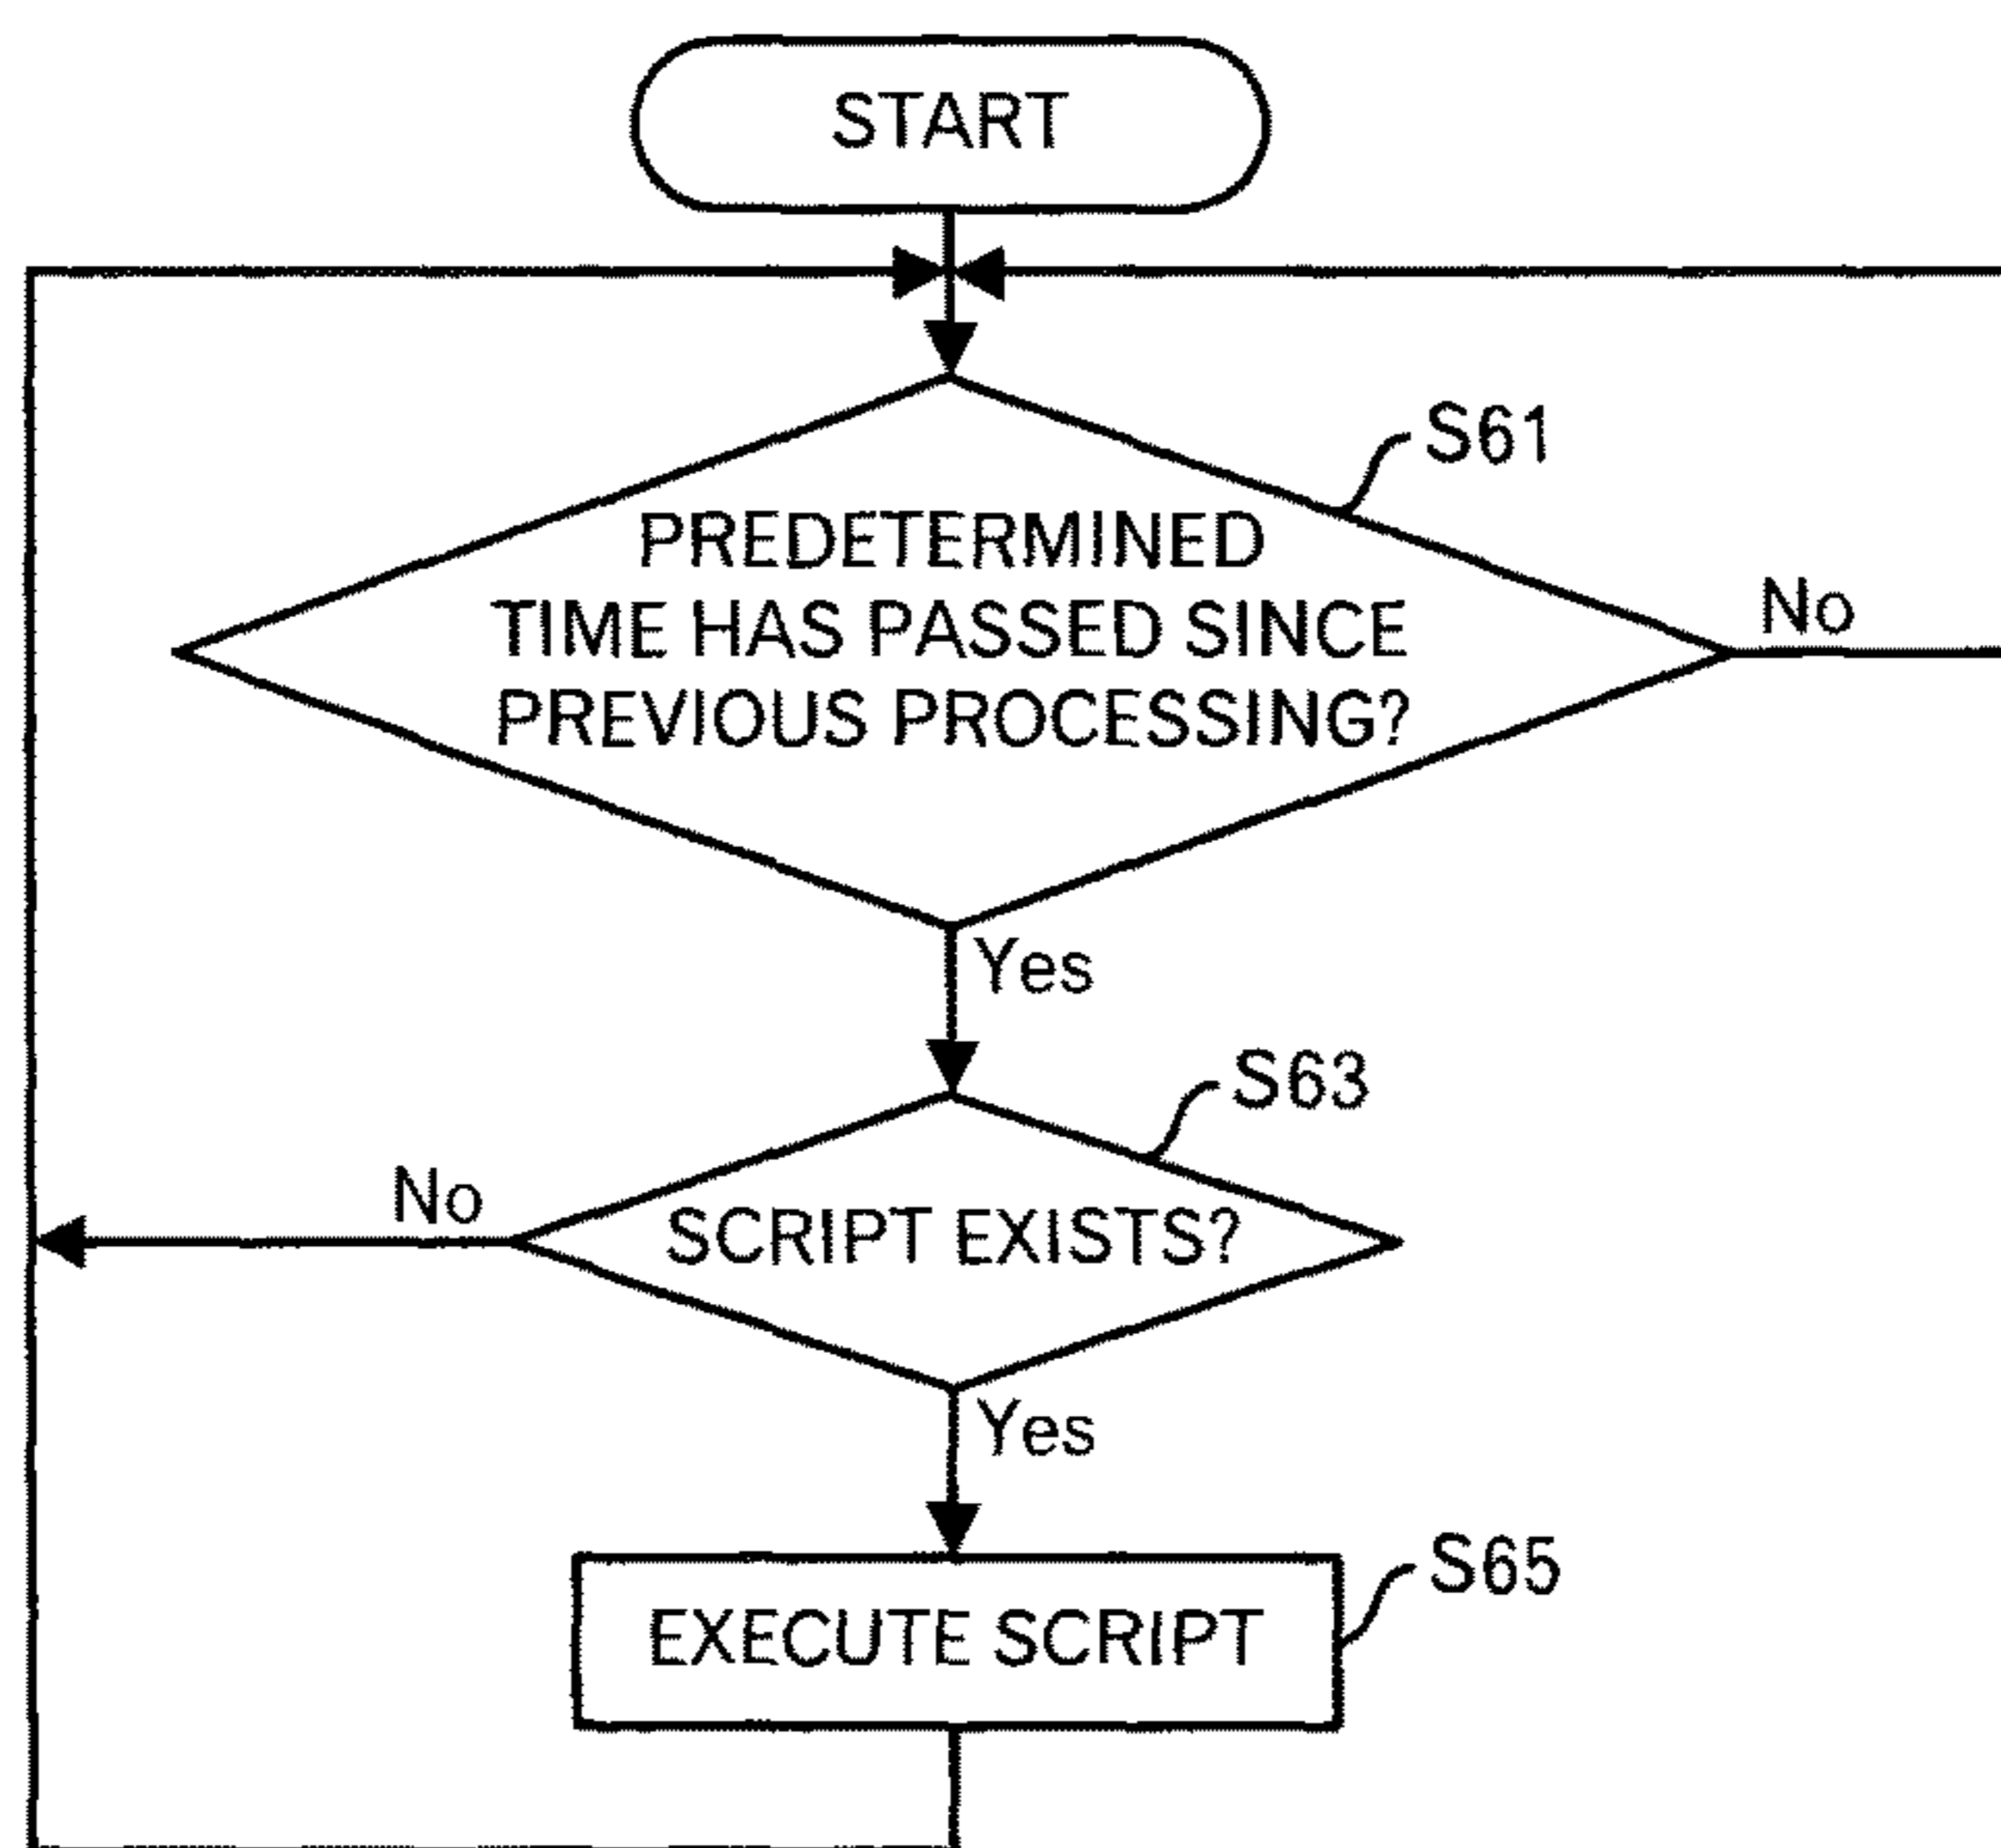 START
S61
PREDETERMINED
TIME HAS PASSED SINCE
PREVIOUS PROCESSING?
No
Yes
S63
No
SCRIPT EXISTS?
Yes
S65
EXECUTE SCRIPT